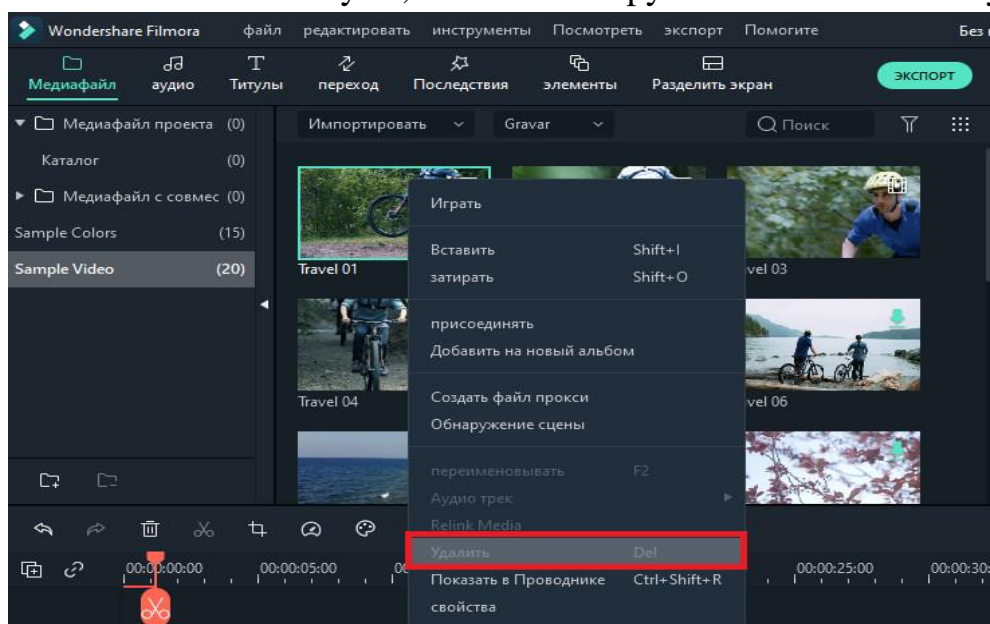 Wondershare Filmora файл редактировать инструменты Посмотреть экспорт Помогите Без
Медиафайл аудио Титулы переход Последствия элементы Разделить экран экспорт
Медиафайл проекта (0) Импортировать Gravar Поиск
Каталог (0)
Медиафайл с совмес (0)
Sample Colors (15)
Sample Video (20)
Travel 01
vel 03
Travel 04
vel 06
Играть
Вставить Shift+I
затирать Shift+O
присоединять
Добавить на новый альбом
Создать файл прокси
Обнаружение сцены
переименовывать F2
Аудио трек
Relink Media
Удалить Del
Показать в Проводнике Ctrl+Shift+R
свойства
00:00:00:00 00:00:05:00 00 00:00:25:00 00:00:30: